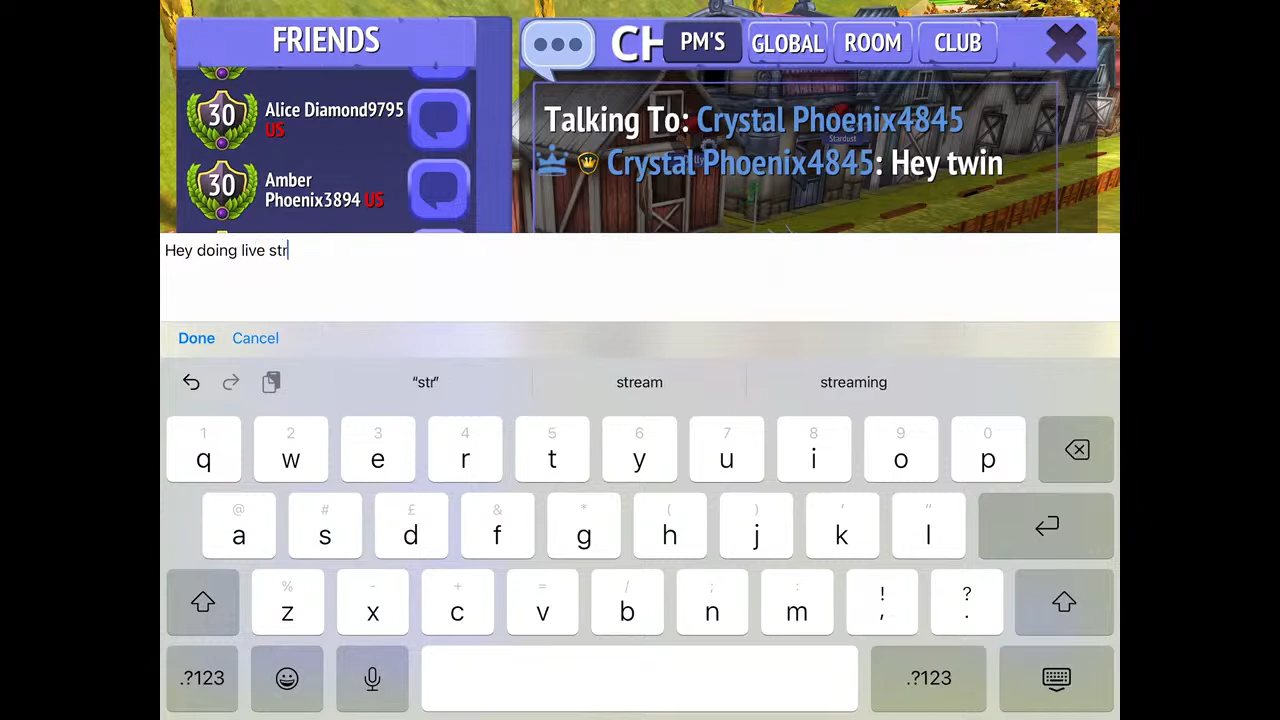 FRIENDS
CH
PM'S
GLOBAL
ROOM
CLUB
30
Alice Diamond9795
US
30
Amber
Phoenix3894 US
Talking To: Crystal Phoenix4845
Crystal Phoenix4845: Hey twin
Stardust
Hey doing live str
Done Cancel
“str” stream streaming
1 2 3 4 5 6 7 8 9 0
q w e r t y u i o p
@ # £ & * ( ) ' "
a s d f g h j k l
% - + = / ; : ! ?
z x c v b n m , .
.?123 .?123